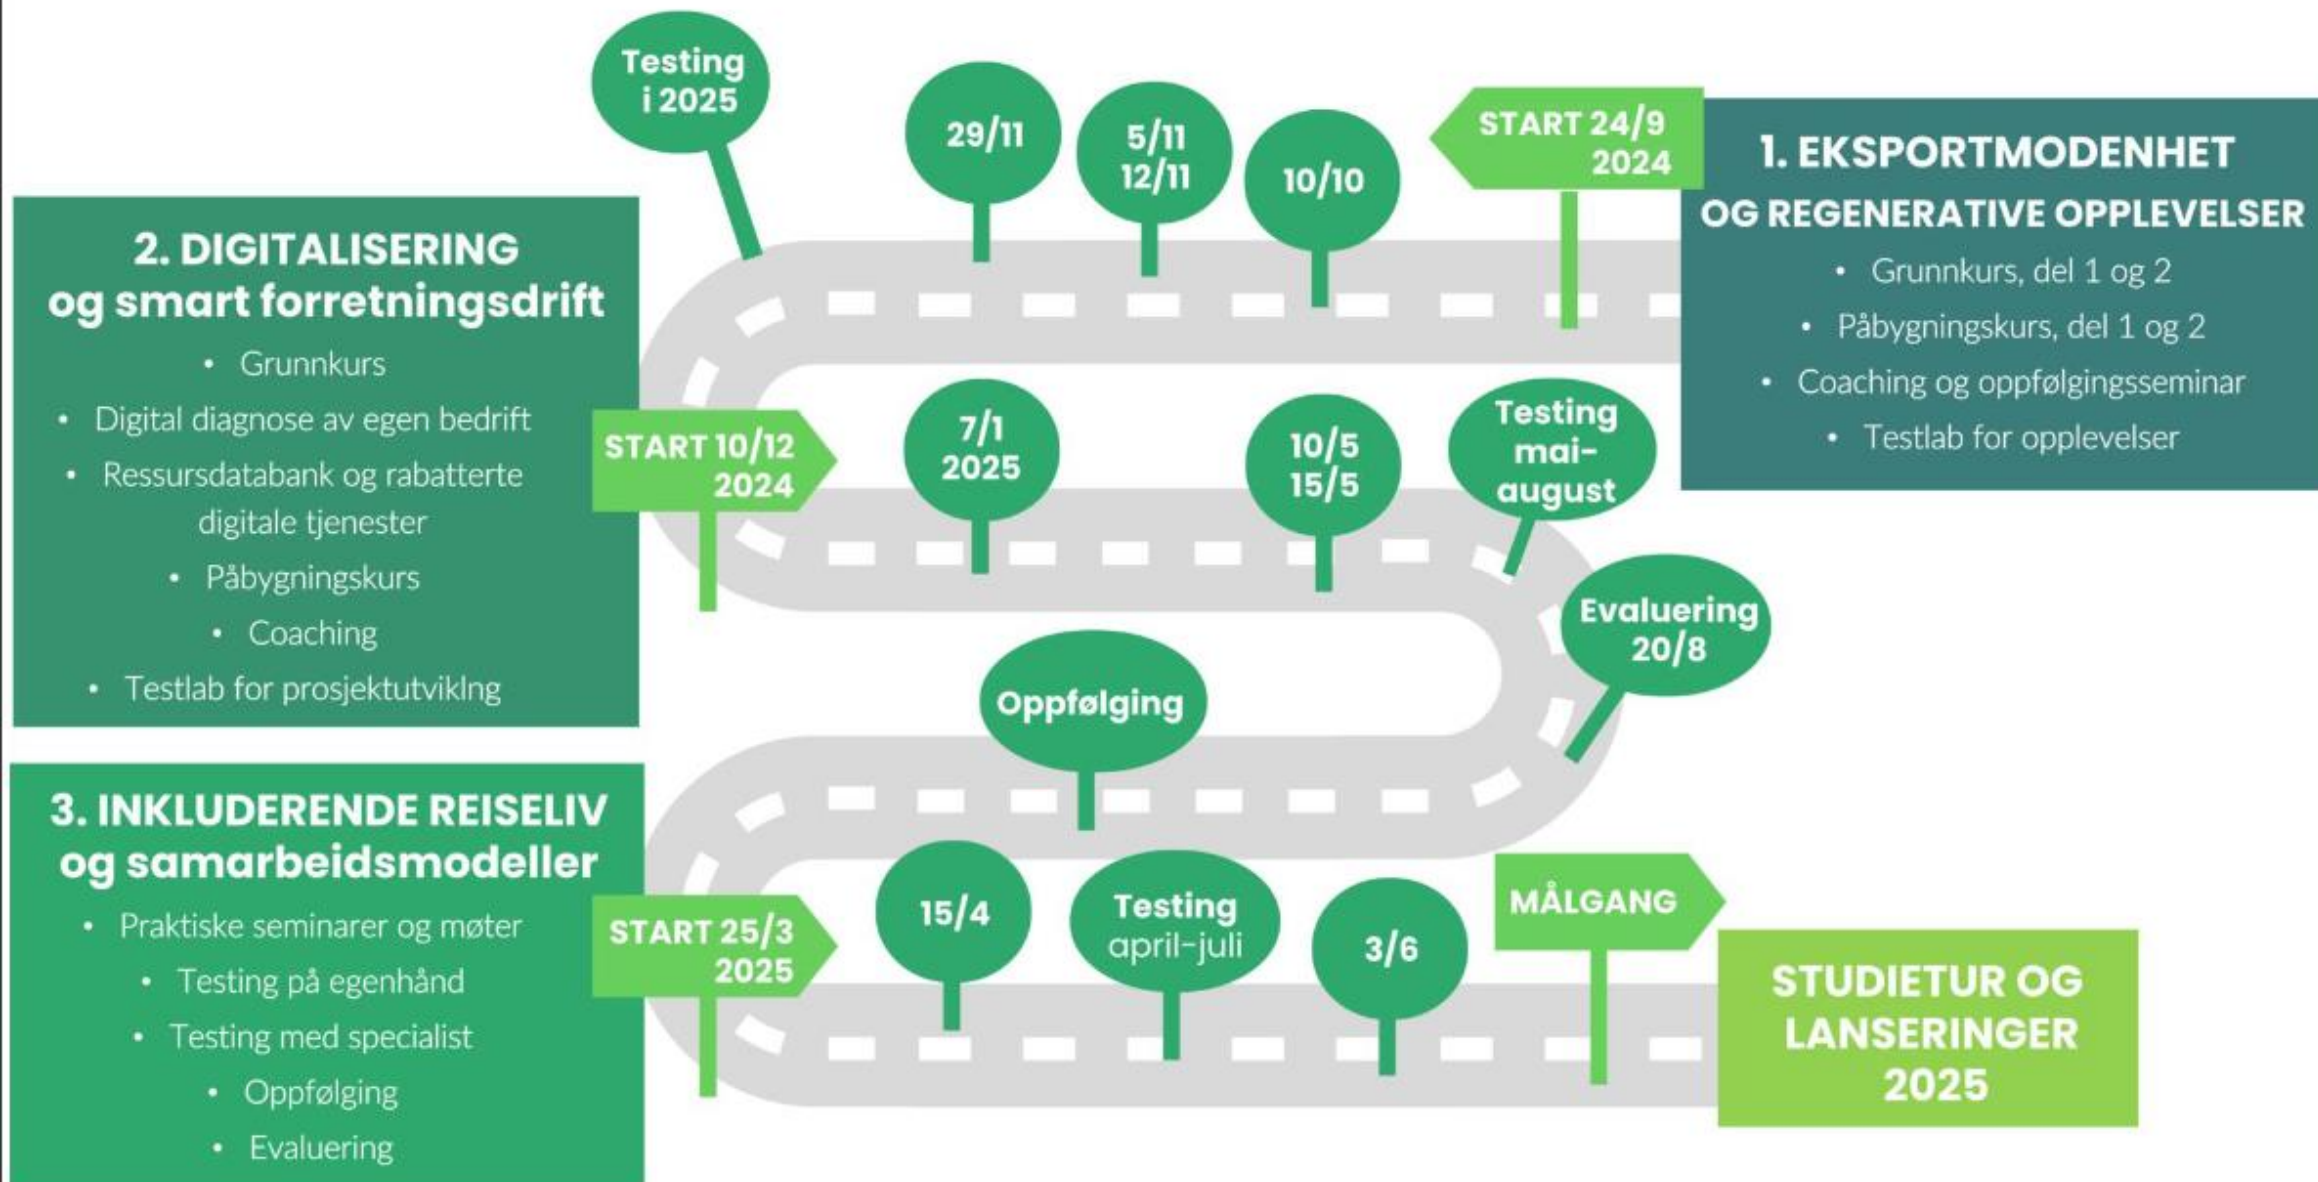 Testing
i 2025
29/11
5/11
12/11
10/10
START 24/9
2024
1. EKSPORTMODENHET
OG REGENERATIVE OPPLEVELSER
• Grunnkurs, del 1 og 2
• Påbygningskurs, del 1 og 2
• Coaching og oppfølgingsseminar
• Testlab for opplevelser
2. DIGITALISERING
og smart forretningsdrift
• Grunnkurs
• Digital diagnose av egen bedrift
• Ressursdatabank og rabatterte
digitale tjenester
• Påbygningskurs
• Coaching
• Testlab for prosjektutviklng
START 10/12
2024
7/1
2025
10/5
15/5
Testing
mai-
august
Evaluering
20/8
Oppfølging
3. INKLUDERENDE REISELIV
og samarbeidsmodeller
• Praktiske seminarer og møter
• Testing på egenhånd
• Testing med specialist
• Oppfølging
• Evaluering
START 25/3
2025
15/4
Testing
april-juli
3/6
MÅLGANG
STUDIETUR OG
LANSERINGER
2025